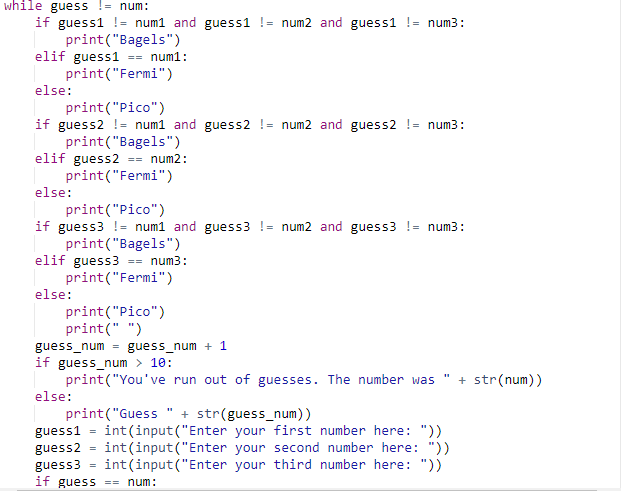 while guess != num:
    if guess1 != num1 and guess1 != num2 and guess1 != num3:
        print("Bagels")
    elif guess1 == num1:
        print("Fermi")
    else:
        print("Pico")
    if guess2 != num1 and guess2 != num2 and guess2 != num3:
        print("Bagels")
    elif guess2 == num2:
        print("Fermi")
    else:
        print("Pico")
    if guess3 != num1 and guess3 != num2 and guess3 != num3:
        print("Bagels")
    elif guess3 == num3:
        print("Fermi")
    else:
        print("Pico")
        print(" ")
    guess_num = guess_num + 1
    if guess_num > 10:
        print("You've run out of guesses. The number was " + str(num))
    else:
        print("Guess " + str(guess_num))
    guess1 = int(input("Enter your first number here: "))
    guess2 = int(input("Enter your second number here: "))
    guess3 = int(input("Enter your third number here: "))
    if guess == num: